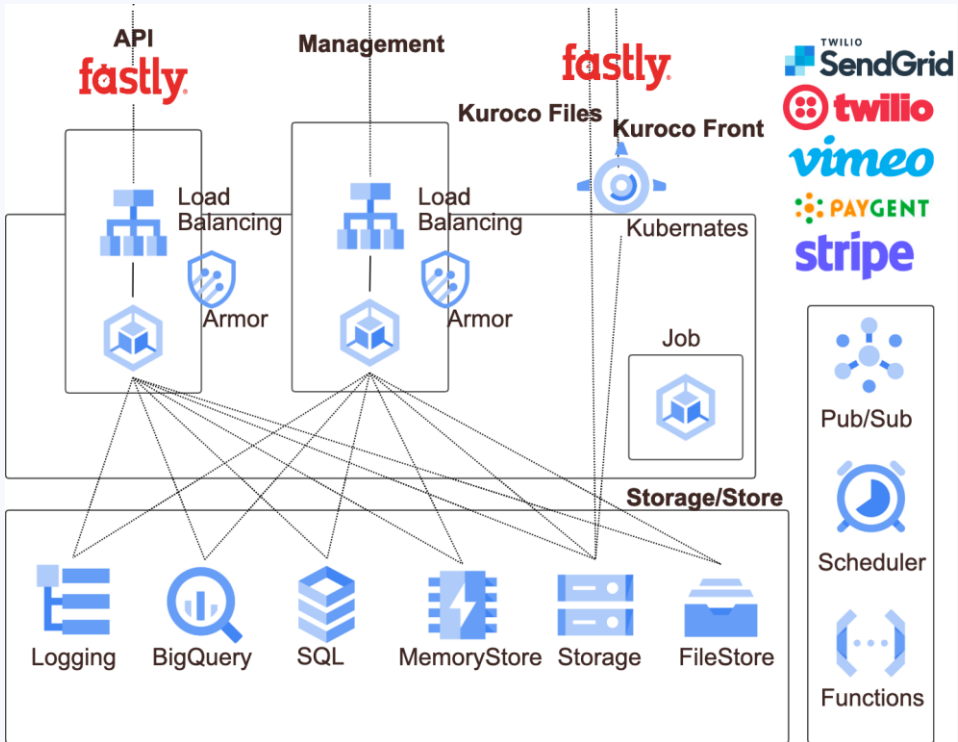 API
fastly.
Management
fastly.
Kuroco Files
Kuroco Front
TWILIO
SendGrid
twilio
vimeo
PAYGENT
stripe
Load
Balancing
Armor
Load
Balancing
Armor
Kubernates
Job
Pub/Sub
Scheduler
Functions
Storage/Store
Logging
BigQuery
SQL
MemoryStore
Storage
FileStore